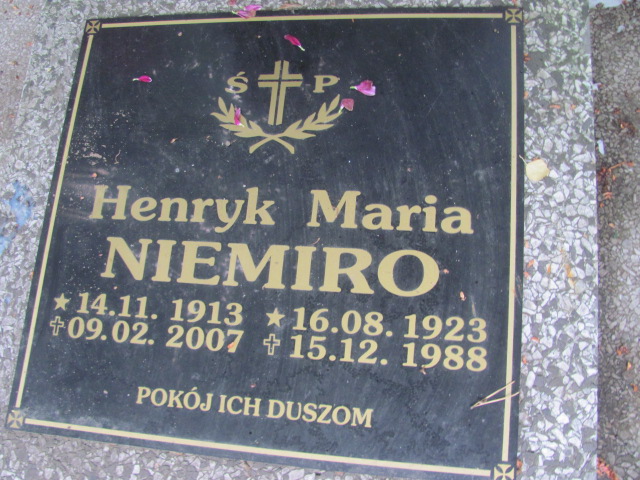 Ś P
Henryk Maria
NIEMIRO
★ 14.11. 1913 ★ 16.08. 1923
✝ 09.02. 2007 ✝ 15.12. 1988
POKÓJ ICH DUSZOM